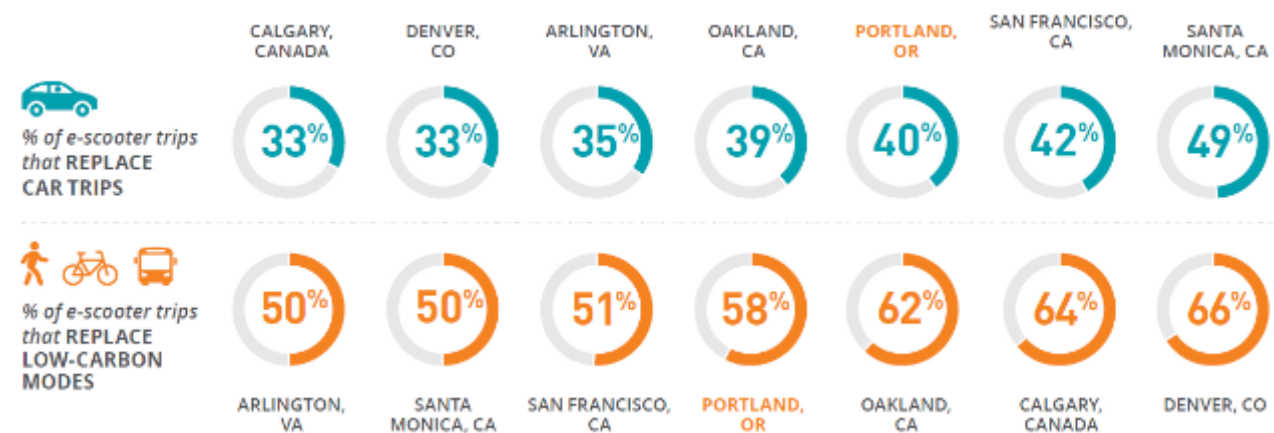 CALGARY,
CANADA
DENVER,
CO
ARLINGTON,
VA
OAKLAND,
CA
PORTLAND,
OR
SAN FRANCISCO,
CA
SANTA
MONICA, CA
% of e-scooter trips
that REPLACE
CAR TRIPS
33%
33%
35%
39%
40%
42%
49%
% of e-scooter trips
that REPLACE
LOW-CARBON
MODES
50%
50%
51%
58%
62%
64%
66%
ARLINGTON,
VA
SANTA
MONICA, CA
SAN FRANCISCO,
CA
PORTLAND,
OR
OAKLAND,
CA
CALGARY,
CANADA
DENVER, CO